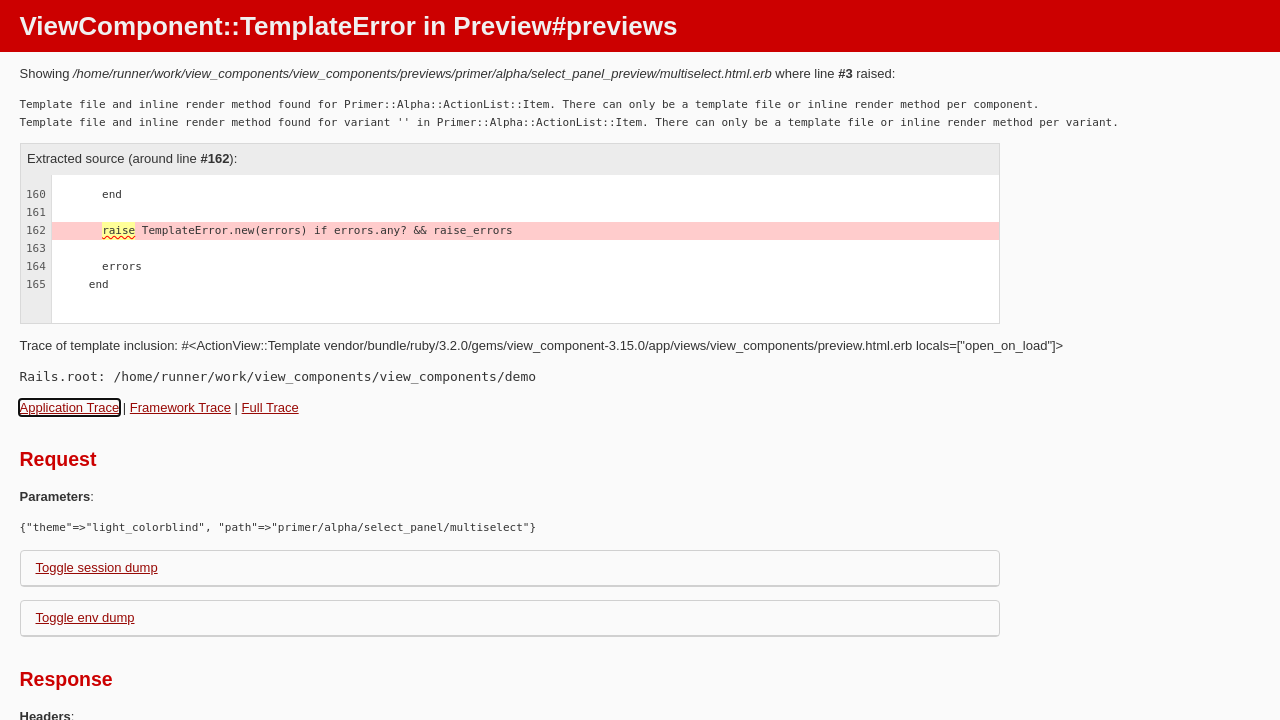 ViewComponent::TemplateError in Preview#previews
Showing /home/runner/work/view_components/view_components/previews/primer/alpha/select_panel_preview/multiselect.html.erb where line #3 raised:
Template file and inline render method found for Primer::Alpha::ActionList::Item. There can only be a template file or inline render method per component.
Template file and inline render method found for variant '' in Primer::Alpha::ActionList::Item. There can only be a template file or inline render method per variant.
Extracted source (around line #162):
160 end
161
162 raise TemplateError.new(errors) if errors.any? && raise_errors
163
164 errors
165 end
Trace of template inclusion: #<ActionView::Template vendor/bundle/ruby/3.2.0/gems/view_component-3.15.0/app/views/view_components/preview.html.erb locals=["open_on_load"]>
Rails.root: /home/runner/work/view_components/view_components/demo
Application Trace | Framework Trace | Full Trace
Request
Parameters:
{"theme"=>"light_colorblind", "path"=>"primer/alpha/select_panel/multiselect"}
Toggle session dump
Toggle env dump
Response
Headers: